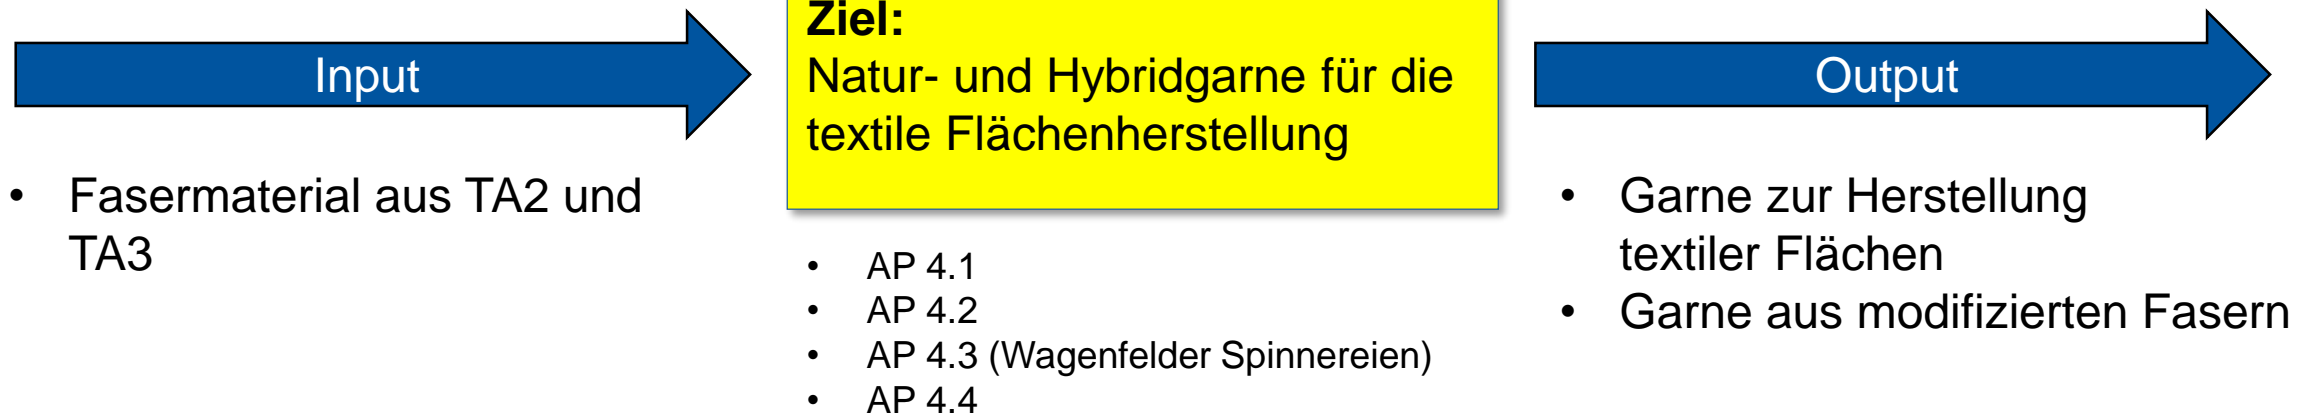 Input
• Fasermaterial aus TA2 und
TA3
Ziel:
Natur- und Hybridgarne für die
textile Flächenherstellung
• AP 4.1
• AP 4.2
• AP 4.3 (Wagenfelder Spinnereien)
• AP 4.4
Output
• Garne zur Herstellung
textiler Flächen
• Garne aus modifizierten Fasern